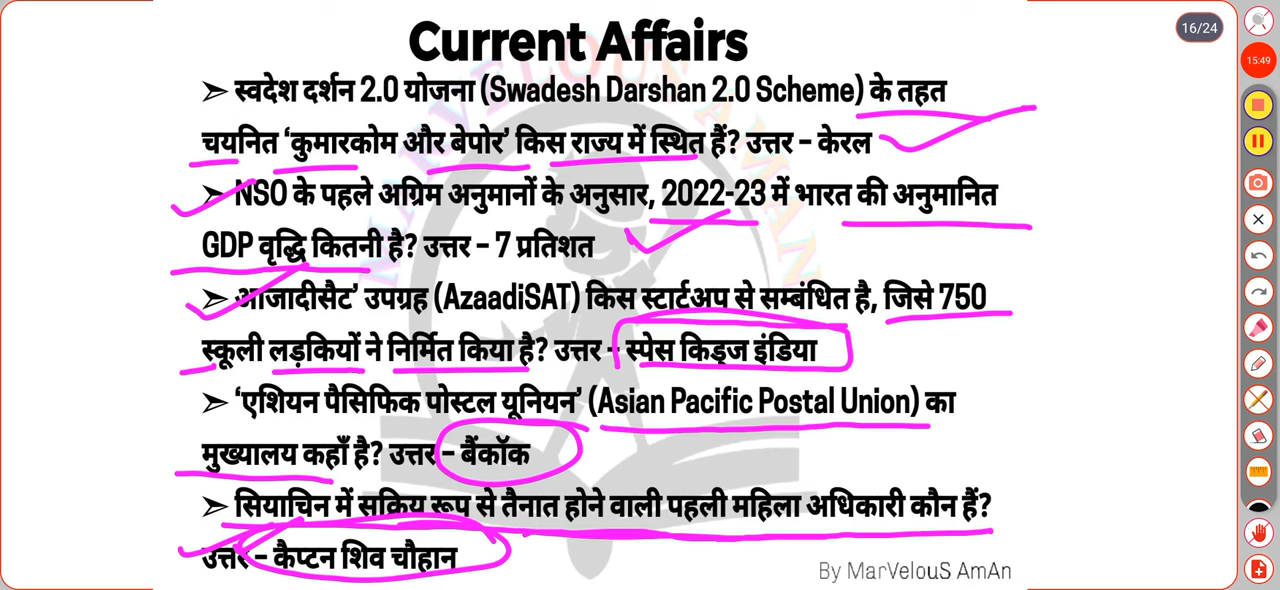 Current Affairs
16/24
15:49
➢ स्वदेश दर्शन 2.0 योजना (Swadesh Darshan 2.0 Scheme) के तहत
चयनित ‘कुमारकोम और बेपोर’ किस राज्य में स्थित हैं? उत्तर – केरल
➢ NSO के पहले अग्रिम अनुमानों के अनुसार, 2022-23 में भारत की अनुमानित
GDP वृद्धि कितनी है? उत्तर – 7 प्रतिशत
➢ आजादीसैट’ उपग्रह (AzaadiSAT) किस स्टार्टअप से सम्बंधित है, जिसे 750
स्कूली लड़कियों ने निर्मित किया है? उत्तर – स्पेस किड्ज इंडिया
➢ ‘एशियन पैसिफिक पोस्टल यूनियन’ (Asian Pacific Postal Union) का
मुख्यालय कहाँ है? उत्तर – बैंकॉक
➢ सियाचिन में सक्रिय रूप से तैनात होने वाली पहली महिला अधिकारी कौन हैं?
उत्तर – कैप्टन शिव चौहान
By MarVelouS AmAn
MARVELOUS AMAN